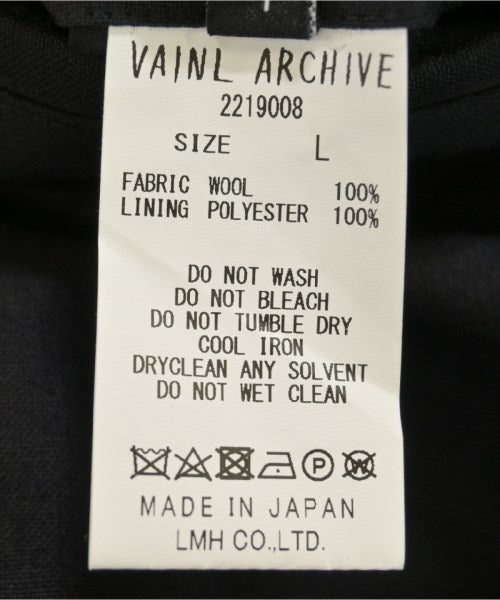 VAINL ARCHIVE
2219008
SIZE L
FABRIC WOOL 100%
LINING POLYESTER 100%
DO NOT WASH
DO NOT BLEACH
DO NOT TUMBLE DRY
COOL IRON
DRYCLEAN ANY SOLVENT
DO NOT WET CLEAN
P W
MADE IN JAPAN
LMH CO.,LTD.